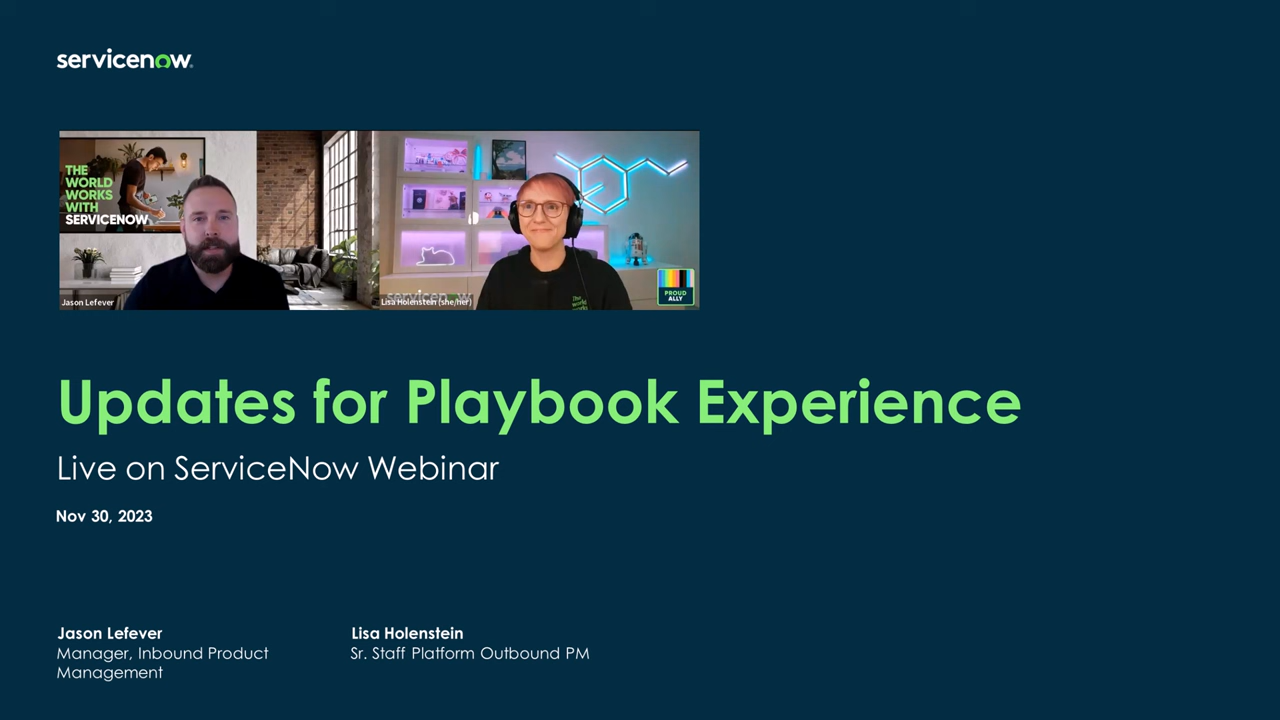 servicenow
THE
WORLD
WORKS
WITH
SERVICENOW
Jason Lefever
Lisa Holenstein (she/her)
PROUD
ALLY
Updates for Playbook Experience
Live on ServiceNow Webinar
Nov 30, 2023
Jason Lefever
Manager, Inbound Product
Management
Lisa Holenstein
Sr. Staff Platform Outbound PM